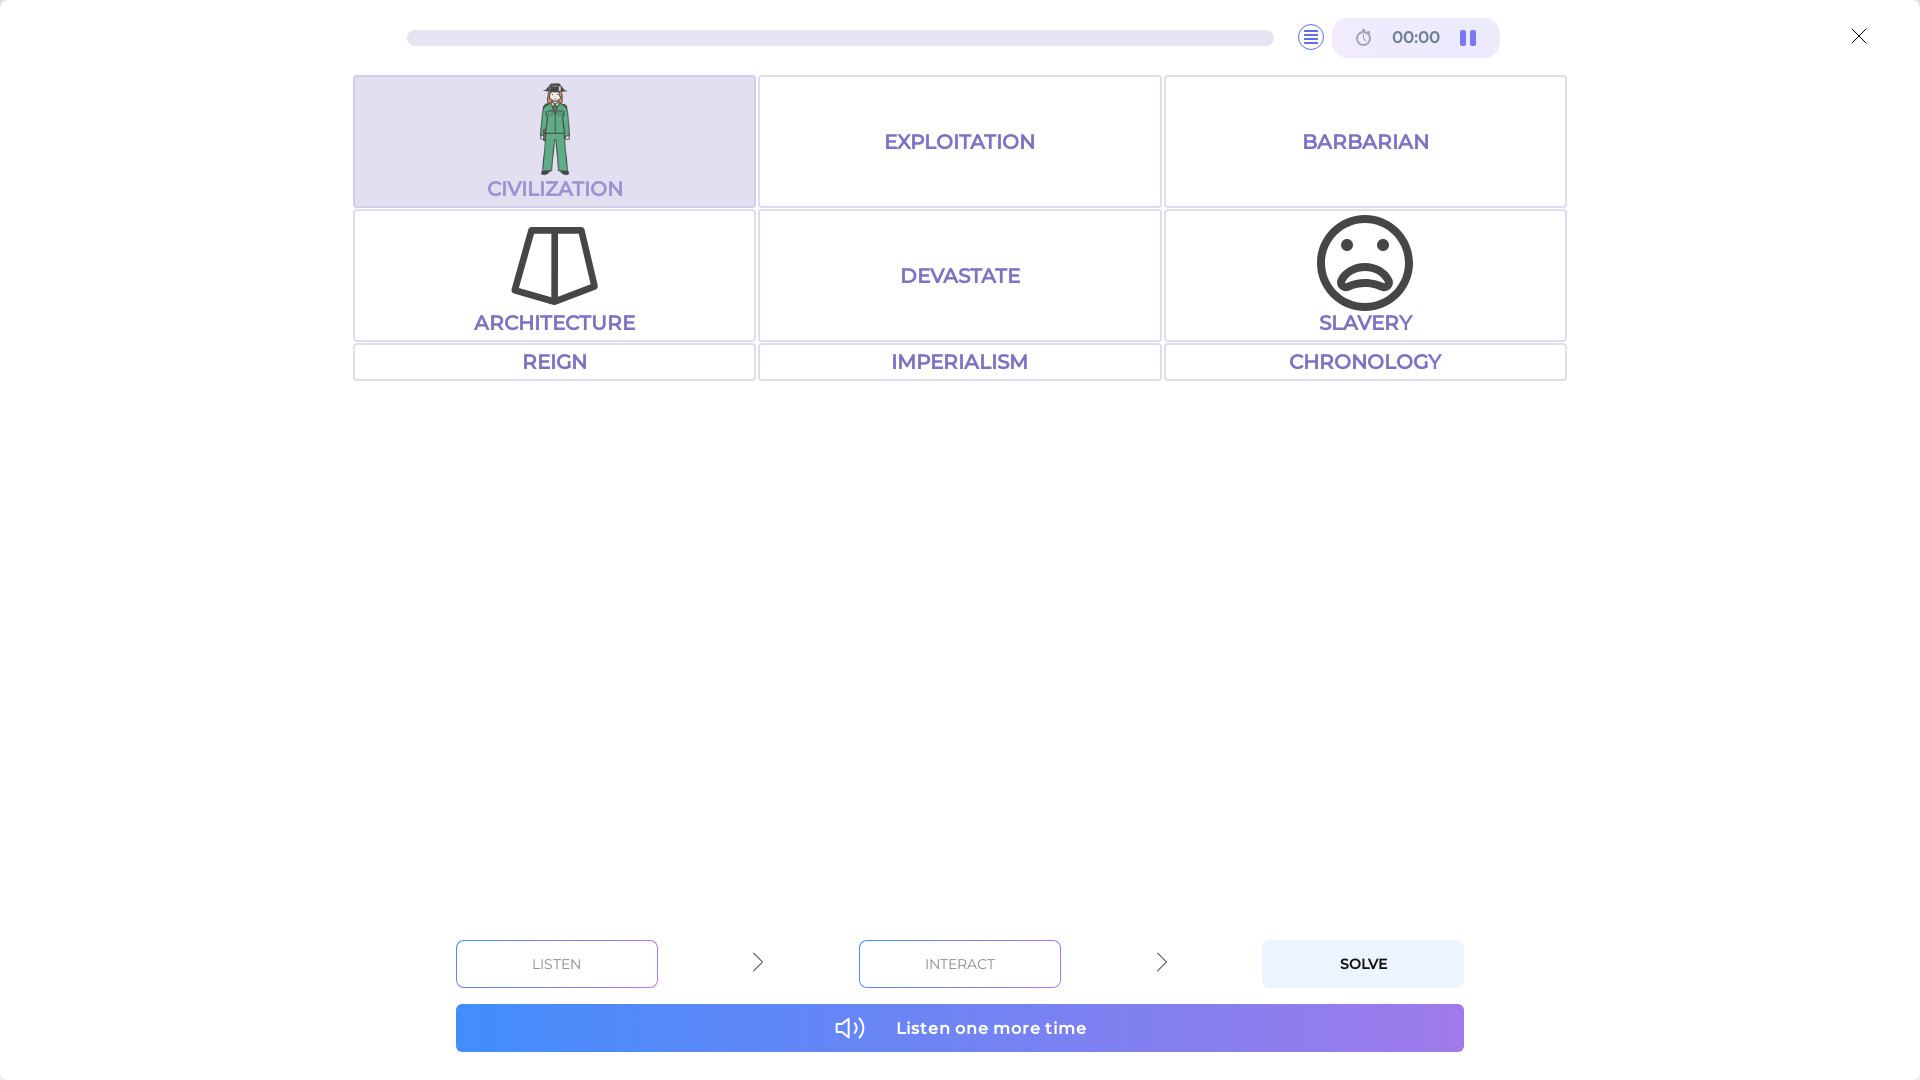 00:00
CIVILIZATION
EXPLOITATION
BARBARIAN
ARCHITECTURE
DEVASTATE
SLAVERY
REIGN
IMPERIALISM
CHRONOLOGY
LISTEN
INTERACT
SOLVE
Listen one more time